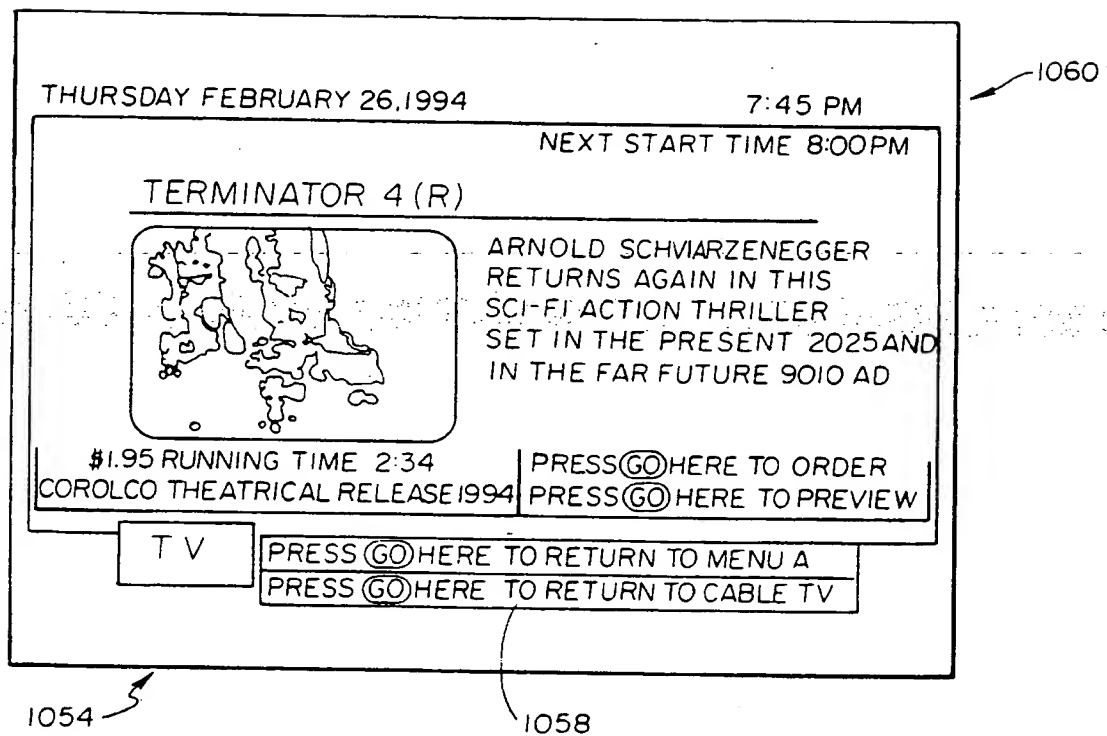 1060
THURSDAY FEBRUARY 26,1994 7:45 PM
NEXT START TIME 8:00PM
TERMINATOR 4 (R)
ARNOLD SCHVIARZENEGGER
RETURNS AGAIN IN THIS
SCI-FI ACTION THRILLER
SET IN THE PRESENT 2025AND
IN THE FAR FUTURE 9010 AD
$1.95 RUNNING TIME 2:34
COROLCO THEATRICAL RELEASE 1994
PRESS GO HERE TO ORDER
PRESS GO HERE TO PREVIEW
TV
PRESS GO HERE TO RETURN TO MENU A
PRESS GO HERE TO RETURN TO CABLE TV
1054
1058